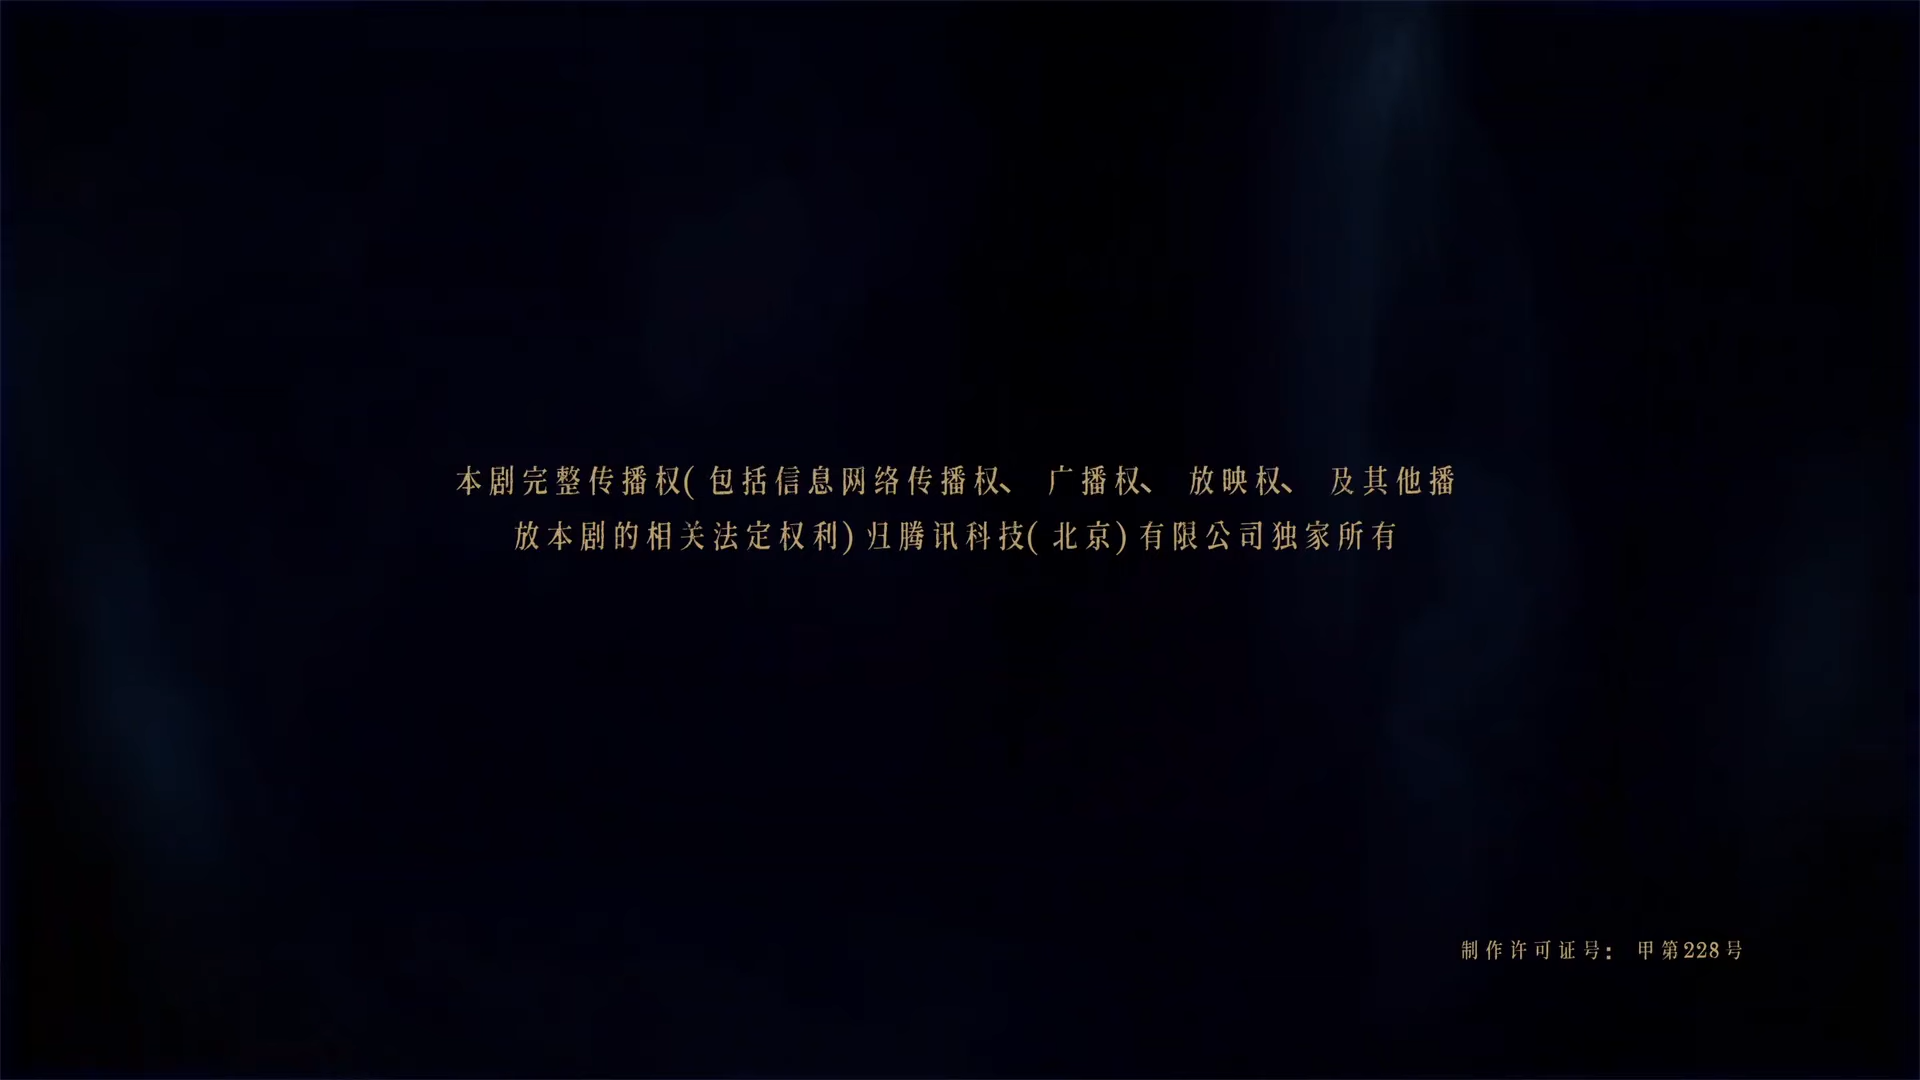 本剧完整传播权(包括信息网络传播权、广播权、放映权、及其他播
放本剧的相关法定权利)归腾讯科技(北京)有限公司独家所有
制作许可证号: 甲第228号